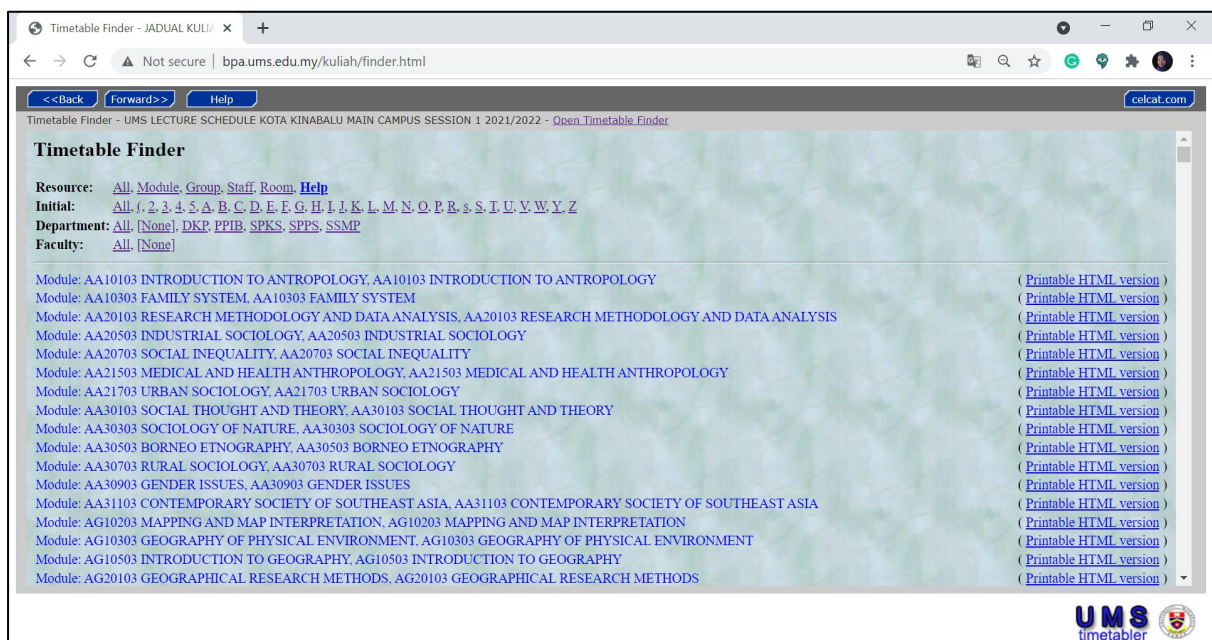 Timetable Finder - JADUAL KULIA
Not secure | bpa.ums.edu.my/kuliah/finder.html
<<Back Forward>> Help celcat.com
Timetable Finder - UMS LECTURE SCHEDULE KOTA KINABALU MAIN CAMPUS SESSION 1 2021/2022 - Open Timetable Finder
Timetable Finder
Resource: All, Module, Group, Staff, Room, Help
Initial: All, (, 2, 3, 4, 5, A, B, C, D, E, F, G, H, I, J, K, L, M, N, O, P, R, s, S, T, U, V, W, Y, Z
Department: All, [None], DKP, PPIB, SPKS, SPPS, SSMP
Faculty: All, [None]
Module: AA10103 INTRODUCTION TO ANTROPOLOGY, AA10103 INTRODUCTION TO ANTROPOLOGY ( Printable HTML version )
Module: AA10303 FAMILY SYSTEM, AA10303 FAMILY SYSTEM ( Printable HTML version )
Module: AA20103 RESEARCH METHODOLOGY AND DATA ANALYSIS, AA20103 RESEARCH METHODOLOGY AND DATA ANALYSIS ( Printable HTML version )
Module: AA20503 INDUSTRIAL SOCIOLOGY, AA20503 INDUSTRIAL SOCIOLOGY ( Printable HTML version )
Module: AA20703 SOCIAL INEQUALITY, AA20703 SOCIAL INEQUALITY ( Printable HTML version )
Module: AA21503 MEDICAL AND HEALTH ANTHROPOLOGY, AA21503 MEDICAL AND HEALTH ANTHROPOLOGY ( Printable HTML version )
Module: AA21703 URBAN SOCIOLOGY, AA21703 URBAN SOCIOLOGY ( Printable HTML version )
Module: AA30103 SOCIAL THOUGHT AND THEORY, AA30103 SOCIAL THOUGHT AND THEORY ( Printable HTML version )
Module: AA30303 SOCIOLOGY OF NATURE, AA30303 SOCIOLOGY OF NATURE ( Printable HTML version )
Module: AA30503 BORNEO ETNOGRAPHY, AA30503 BORNEO ETNOGRAPHY ( Printable HTML version )
Module: AA30703 RURAL SOCIOLOGY, AA30703 RURAL SOCIOLOGY ( Printable HTML version )
Module: AA30903 GENDER ISSUES, AA30903 GENDER ISSUES ( Printable HTML version )
Module: AA31103 CONTEMPORARY SOCIETY OF SOUTHEAST ASIA, AA31103 CONTEMPORARY SOCIETY OF SOUTHEAST ASIA ( Printable HTML version )
Module: AG10203 MAPPING AND MAP INTERPRETATION, AG10203 MAPPING AND MAP INTERPRETATION ( Printable HTML version )
Module: AG10303 GEOGRAPHY OF PHYSICAL ENVIRONMENT, AG10303 GEOGRAPHY OF PHYSICAL ENVIRONMENT ( Printable HTML version )
Module: AG10503 INTRODUCTION TO GEOGRAPHY, AG10503 INTRODUCTION TO GEOGRAPHY ( Printable HTML version )
Module: AG20103 GEOGRAPHICAL RESEARCH METHODS, AG20103 GEOGRAPHICAL RESEARCH METHODS ( Printable HTML version )
UMS
timetabler